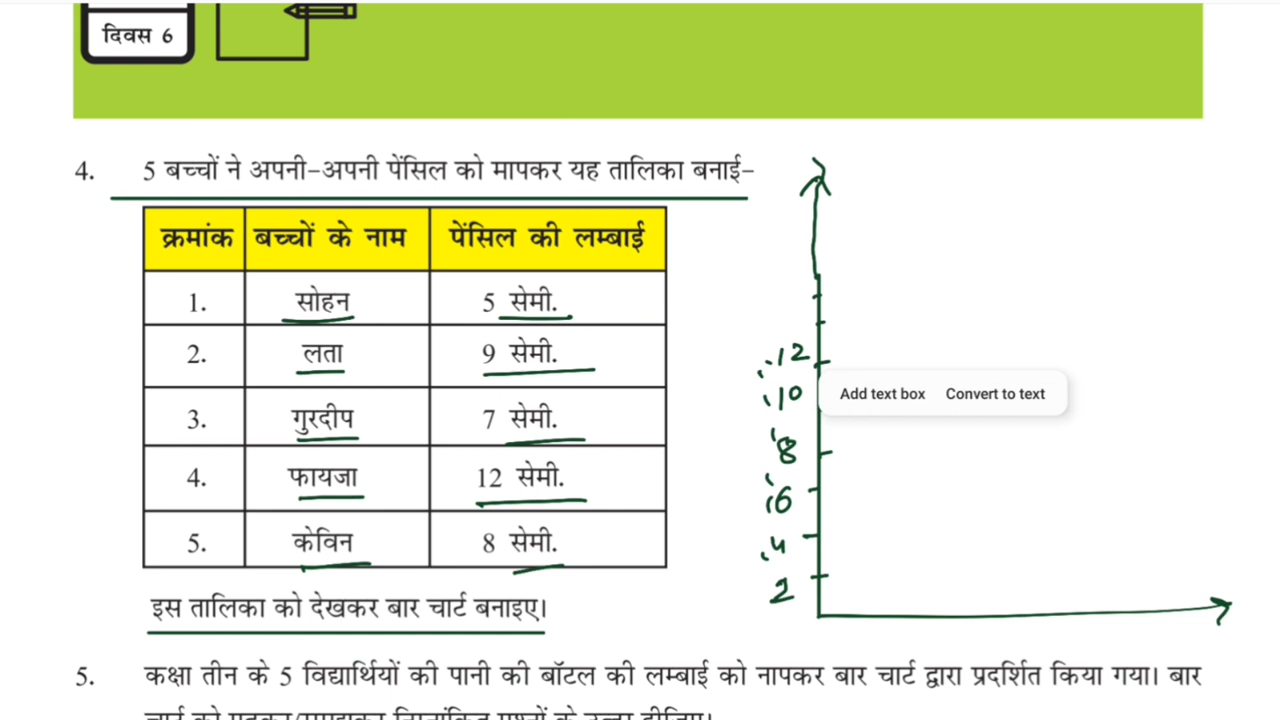 दिवस 6
4. 5 बच्चों ने अपनी-अपनी पेंसिल को मापकर यह तालिका बनाई-
क्रमांक बच्चों के नाम पेंसिल की लम्बाई
1. सोहन 5 सेमी.
2. लता 9 सेमी.
3. गुरदीप 7 सेमी.
4. फायजा 12 सेमी.
5. केविन 8 सेमी.
12
10
8
6
4
2
Add text box Convert to text
इस तालिका को देखकर बार चार्ट बनाइए।
5. कक्षा तीन के 5 विद्यार्थियों की पानी की बॉटल की लम्बाई को नापकर बार चार्ट द्वारा प्रदर्शित किया गया। बार